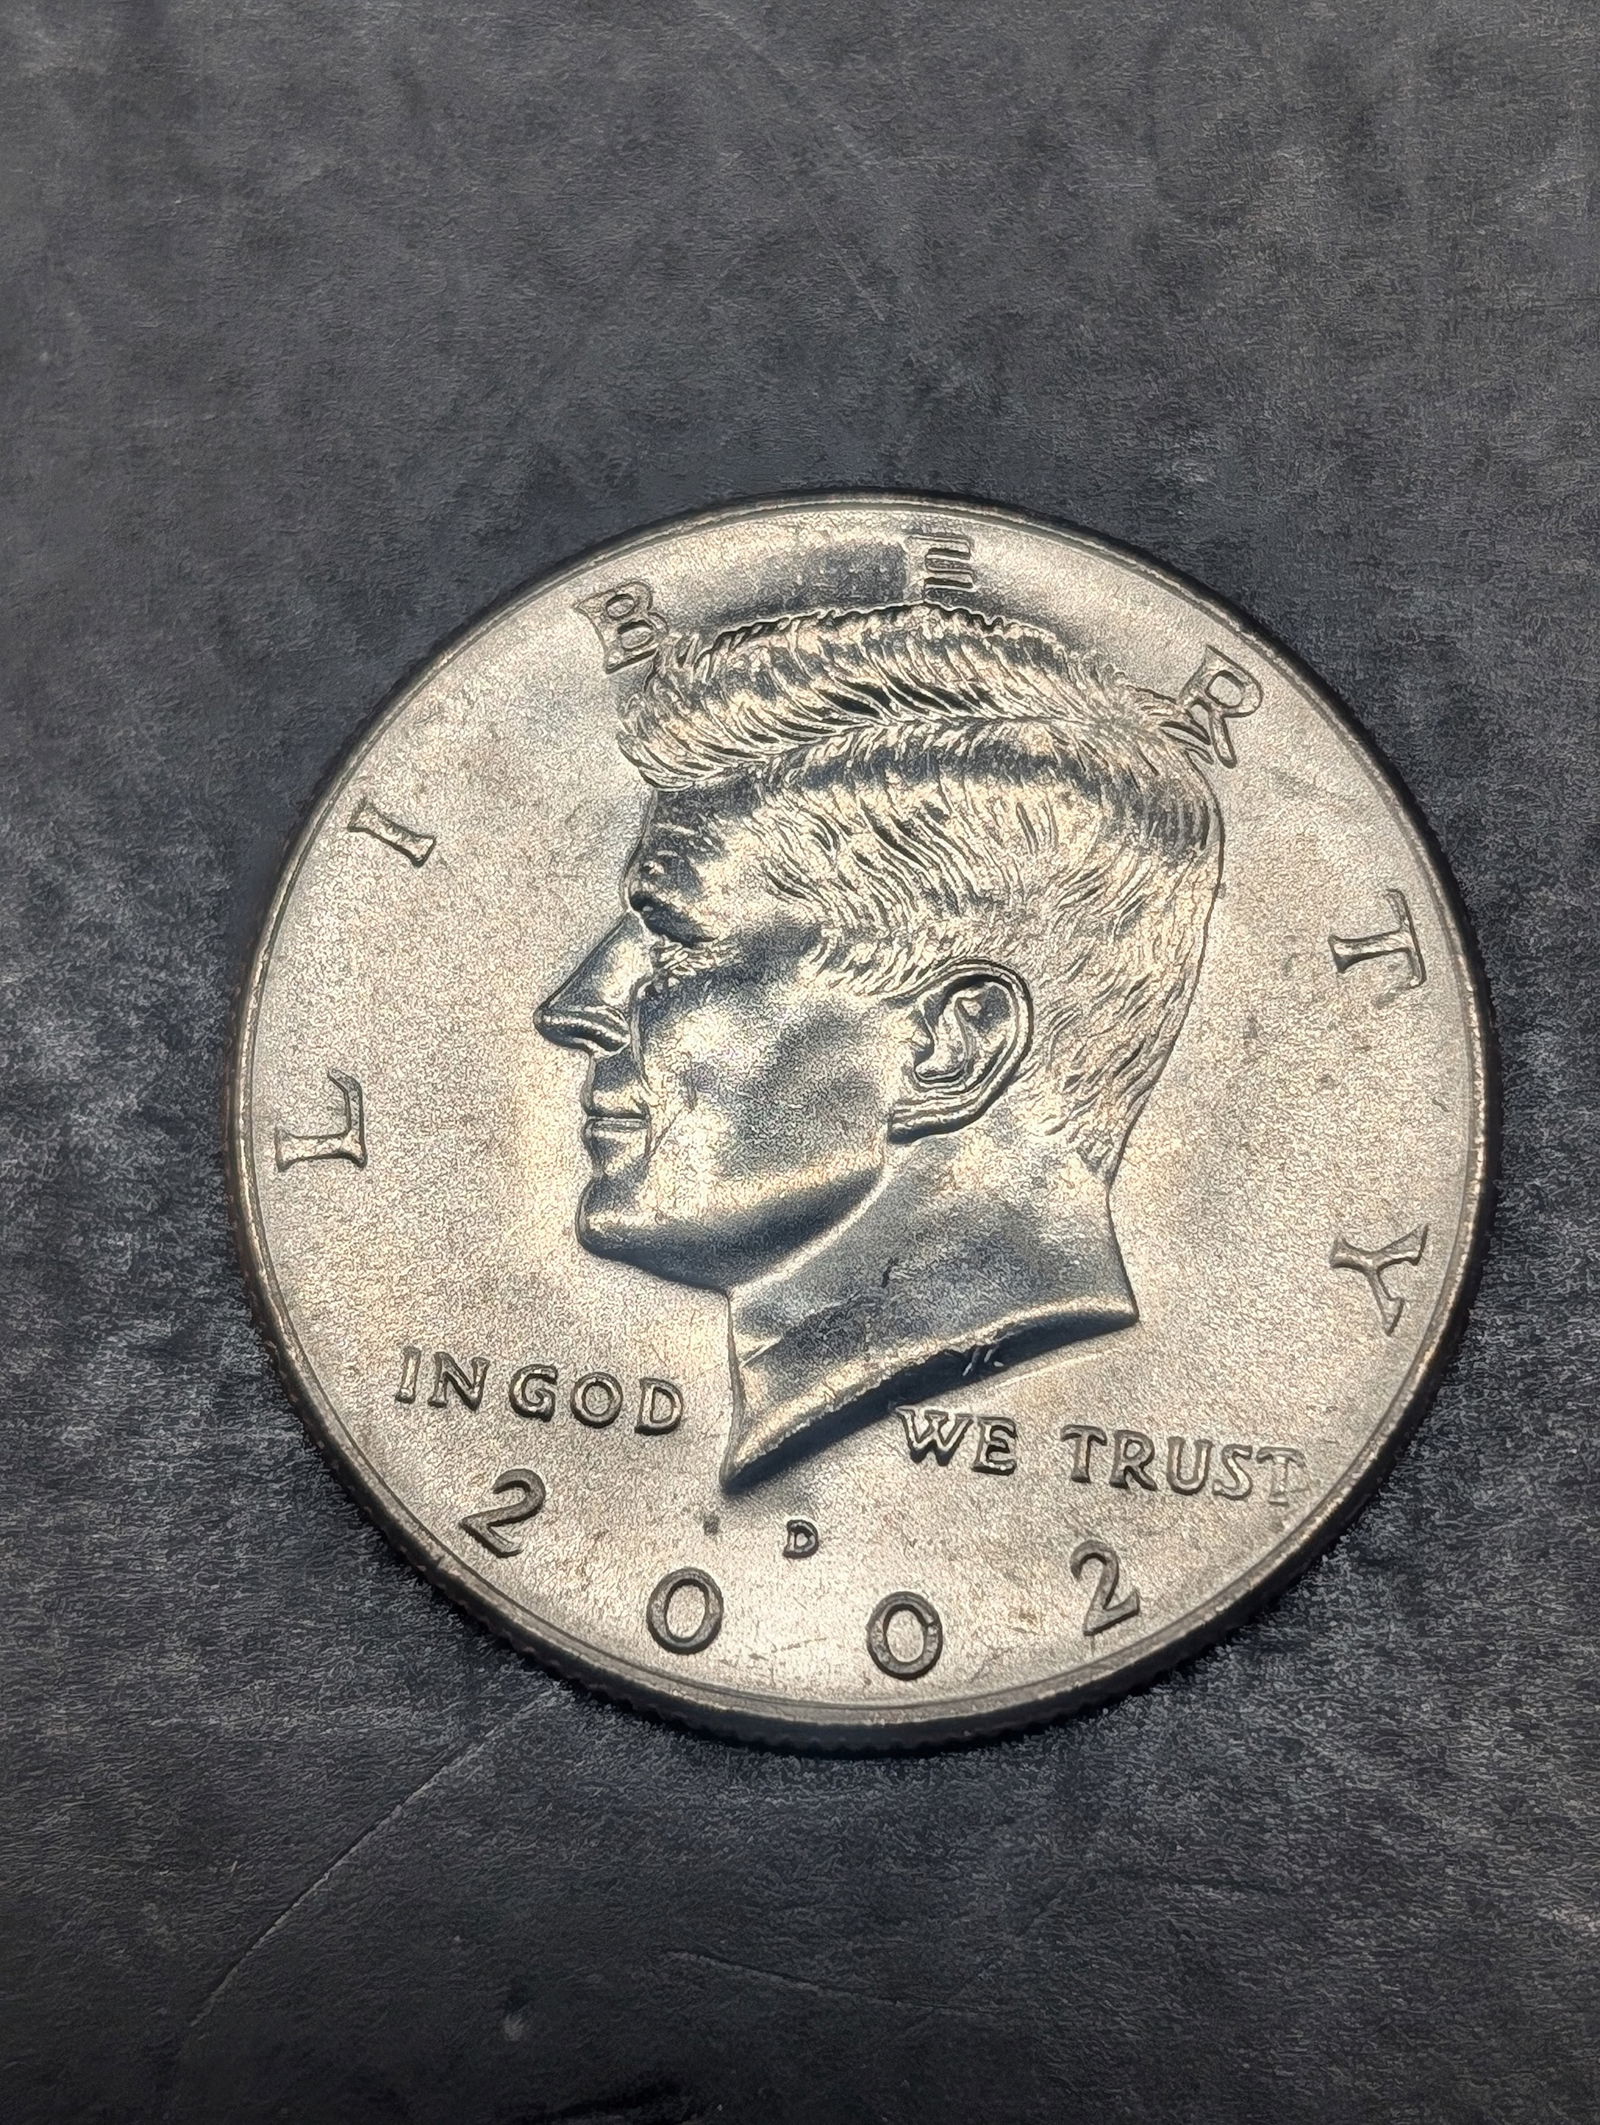 LIBERTY
IN GOD WE TRUST
D
2002